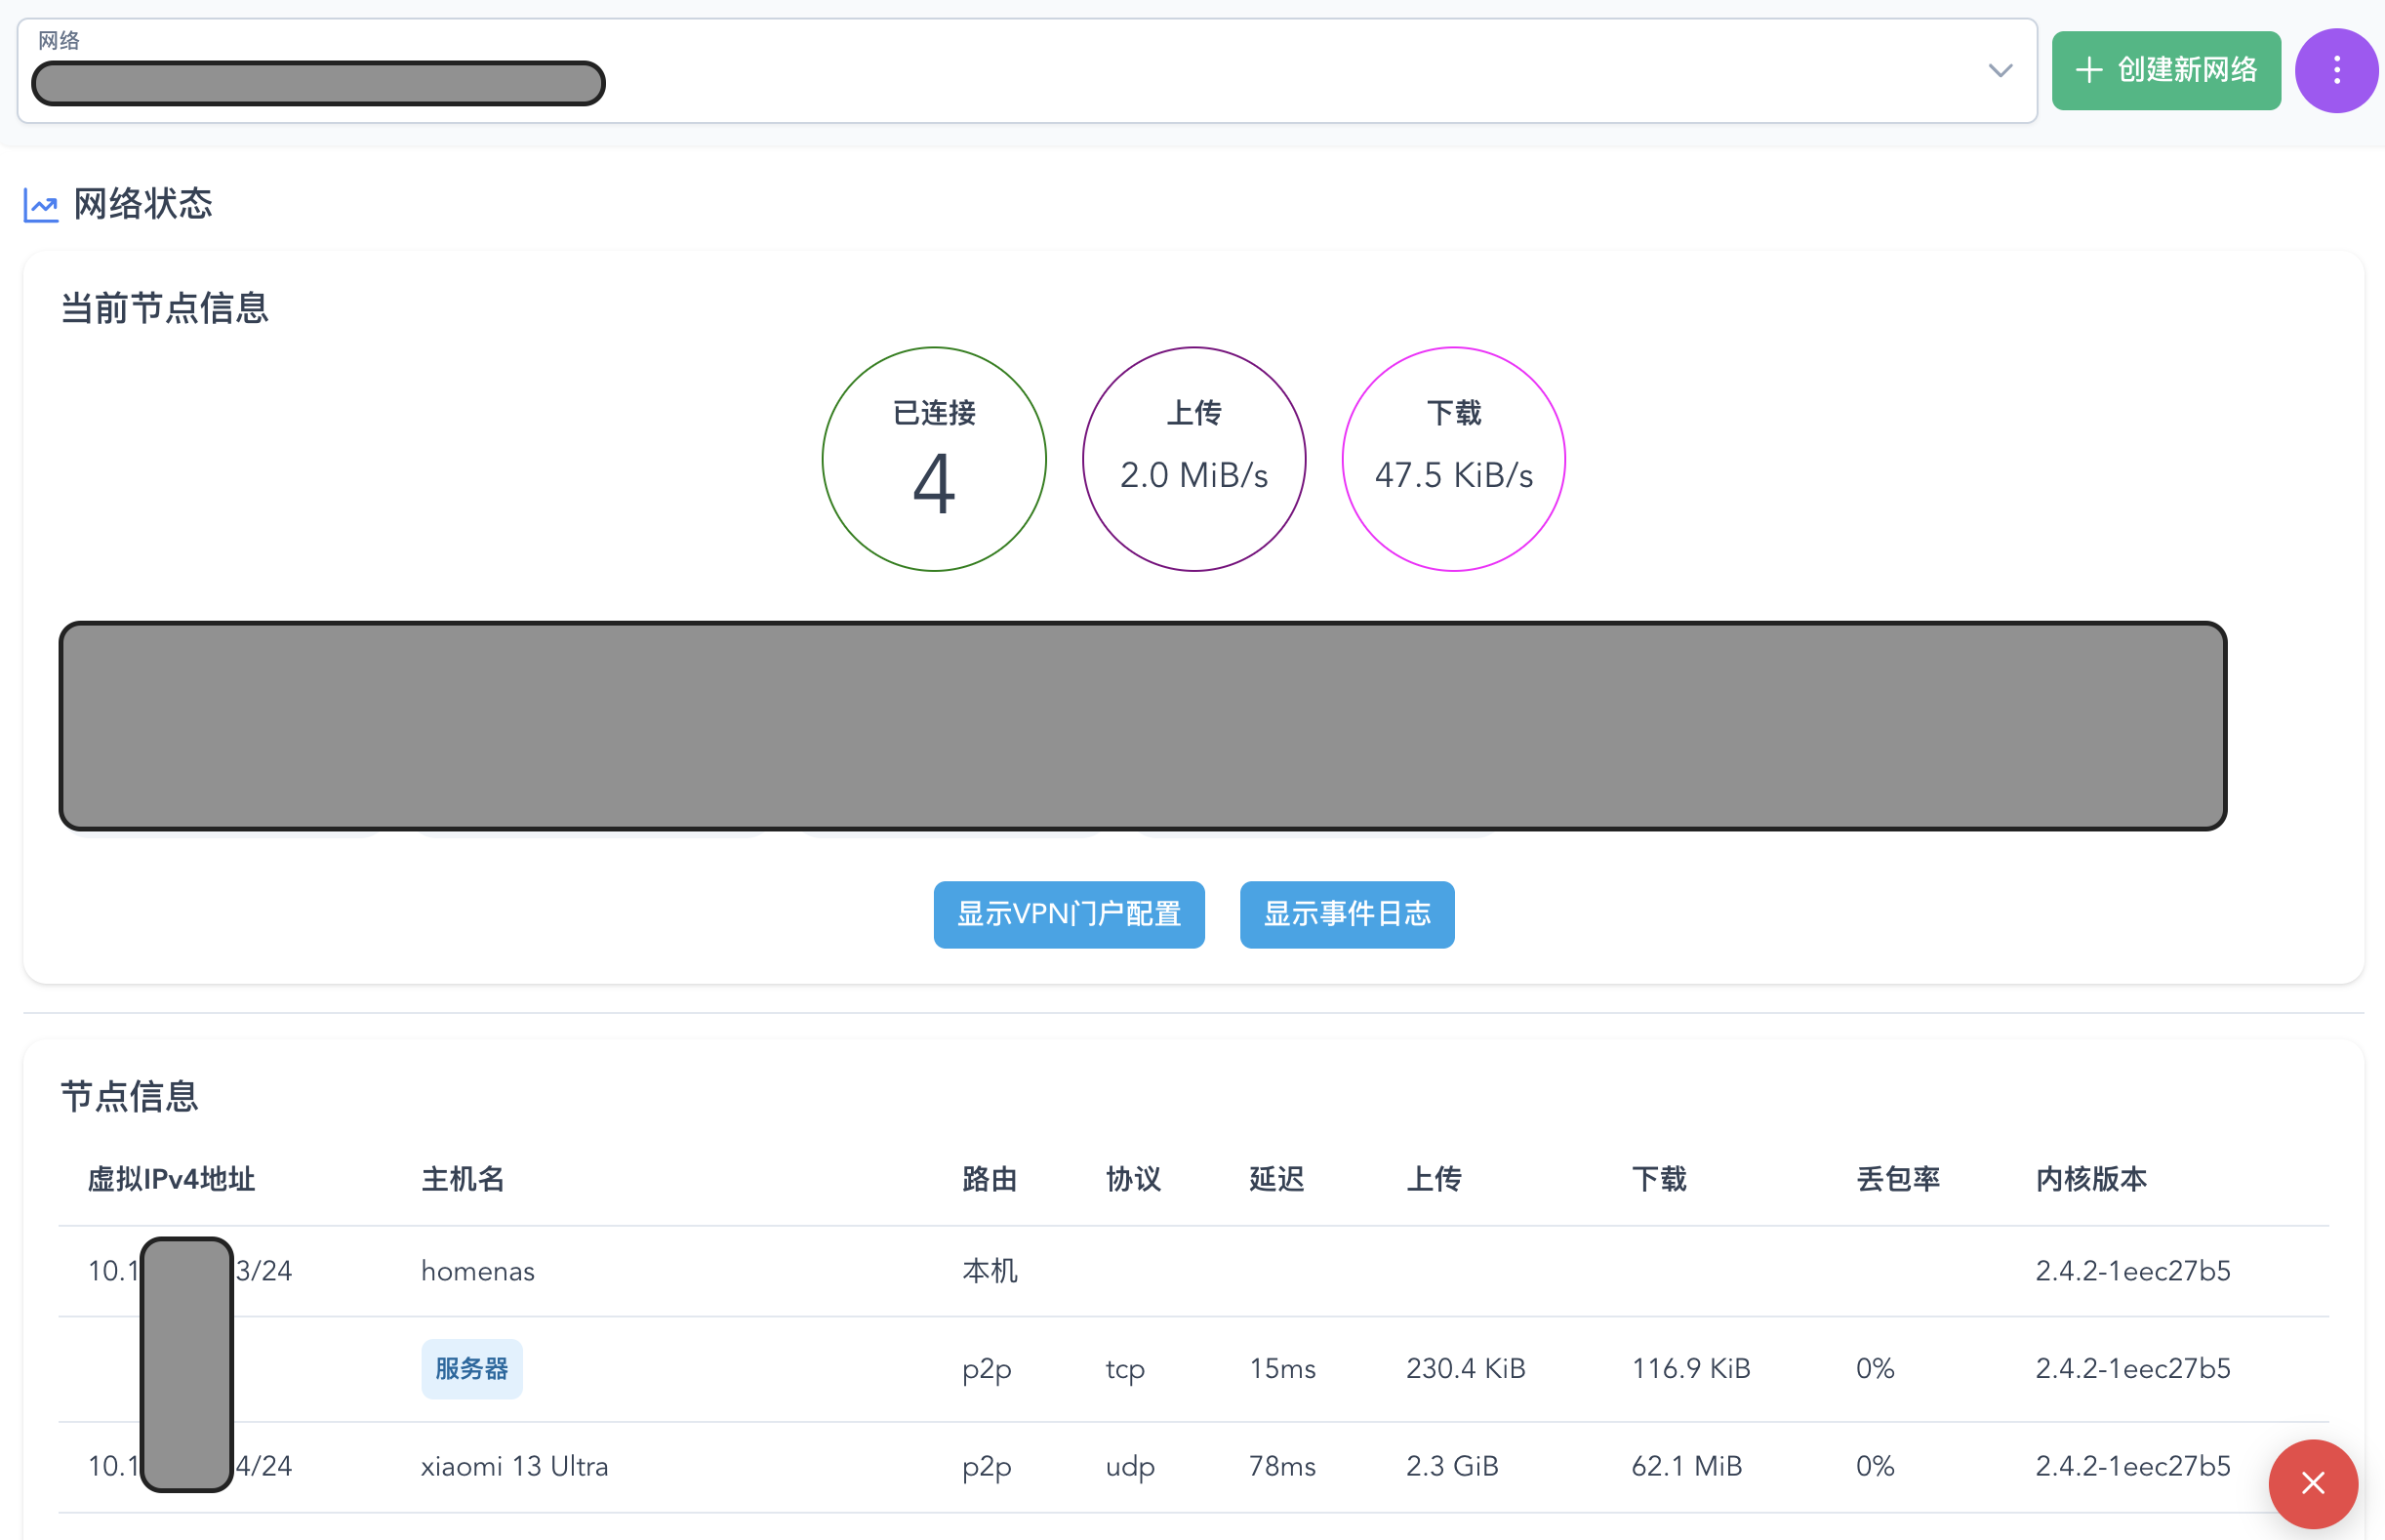 网络
创建新网络
网络状态
当前节点信息
已连接
4
上传
2.0 MiB/s
下载
47.5 KiB/s
显示VPN门户配置
显示事件日志
节点信息
虚拟IPv4地址 主机名 路由 协议 延迟 上传 下载 丢包率 内核版本
10.1 3/24 homenas 本机 2.4.2-1eec27b5
服务器 p2p tcp 15ms 230.4 KiB 116.9 KiB 0% 2.4.2-1eec27b5
10.1 4/24 xiaomi 13 Ultra p2p udp 78ms 2.3 GiB 62.1 MiB 0% 2.4.2-1eec27b5